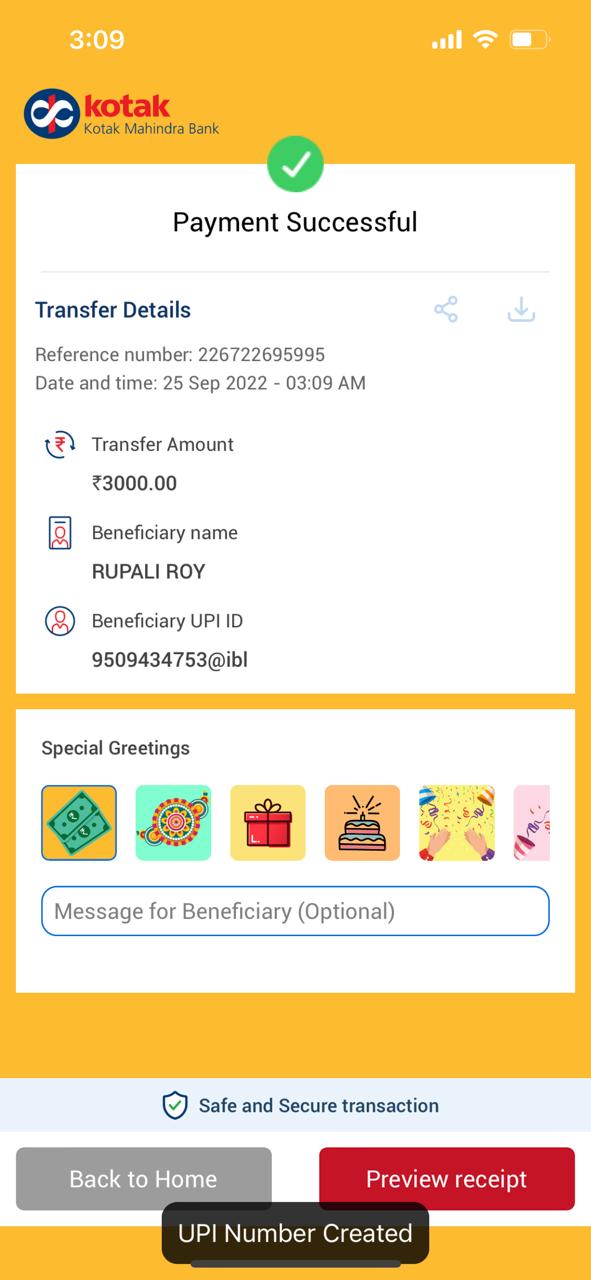 3:09
kotak
Kotak Mahindra Bank
Payment Successful
Transfer Details
Reference number: 226722695995
Date and time: 25 Sep 2022 - 03:09 AM
Transfer Amount
₹3000.00
Beneficiary name
RUPALI ROY
Beneficiary UPI ID
9509434753@ibl
Special Greetings
Message for Beneficiary (Optional)
Safe and Secure transaction
Back to Home
Preview receipt
UPI Number Created